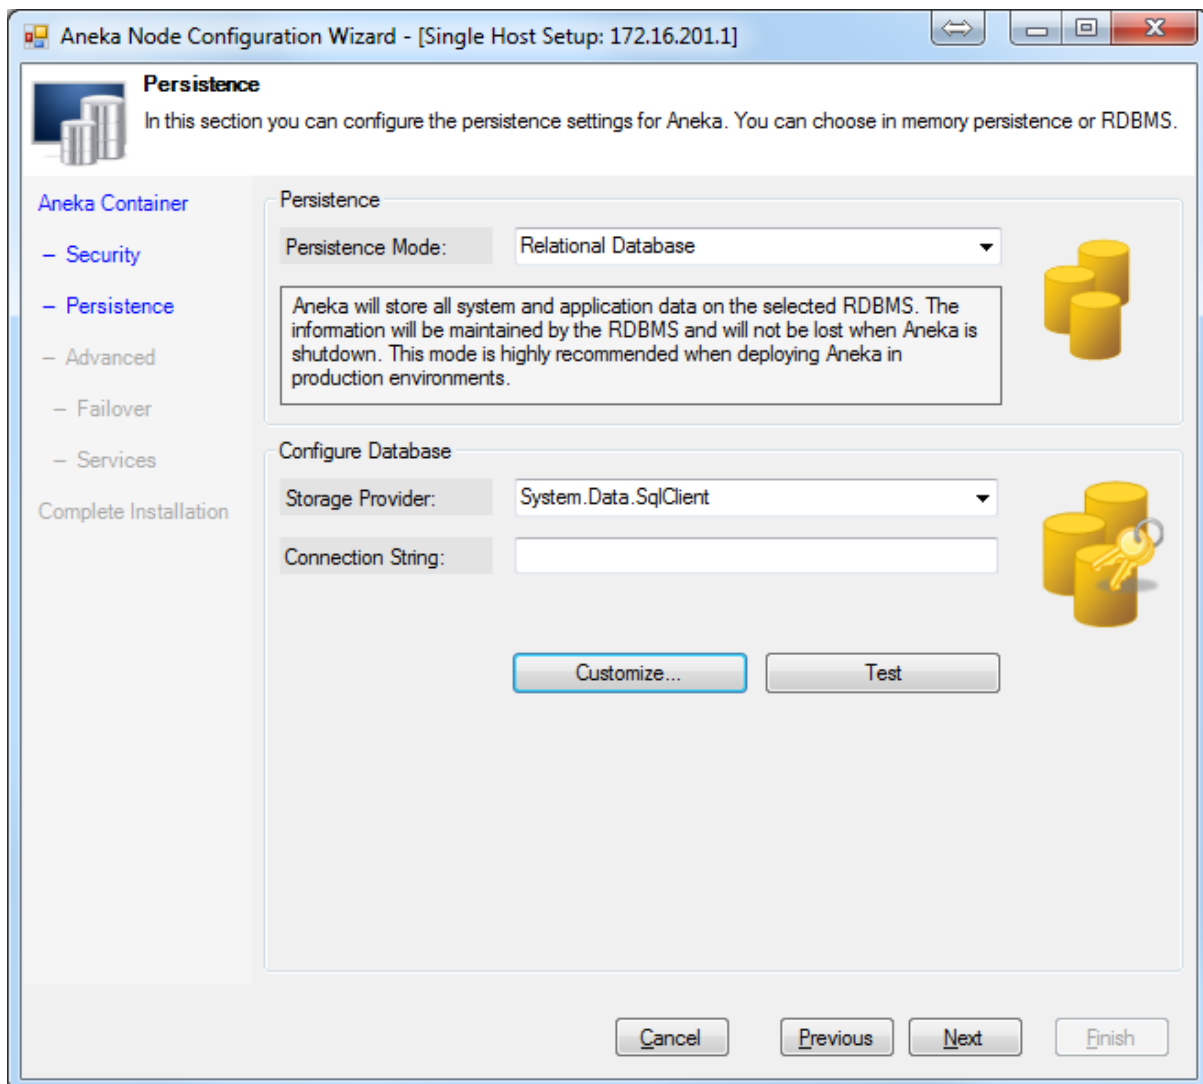 Aneka Node Configuration Wizard - [Single Host Setup: 172.16.201.1]
Persistence
In this section you can configure the persistence settings for Aneka. You can choose in memory persistence or RDBMS.
Aneka Container
– Security
– Persistence
– Advanced
– Failover
– Services
Complete Installation
Persistence
Persistence Mode: Relational Database
Aneka will store all system and application data on the selected RDBMS. The
information will be maintained by the RDBMS and will not be lost when Aneka is
shutdown. This mode is highly recommended when deploying Aneka in
production environments.
Configure Database
Storage Provider: System.Data.SqlClient
Connection String:
Customize... Test
Cancel Previous Next Finish